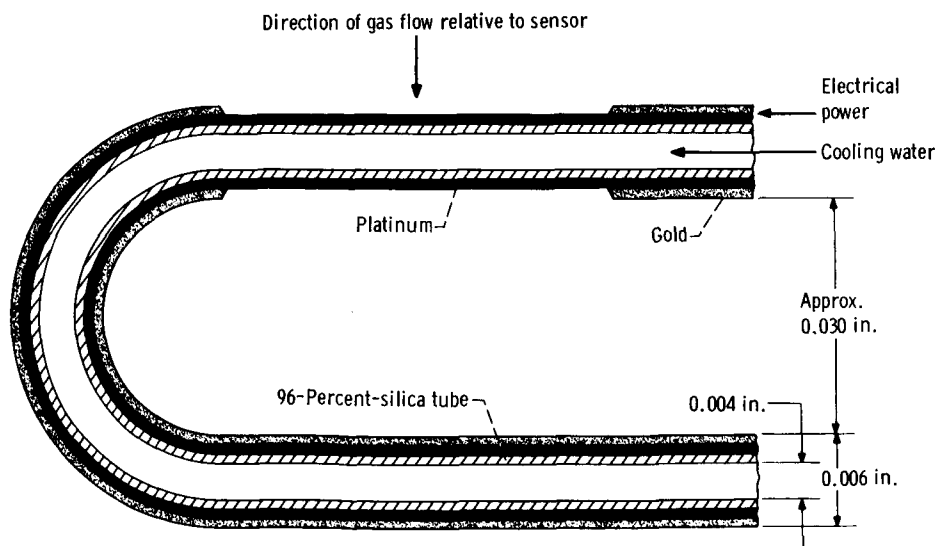 Direction of gas flow relative to sensor
Electrical
power
Cooling water
Platinum
Gold
Approx.
0.030 in.
96-Percent-silica tube
0.004 in.
0.006 in.